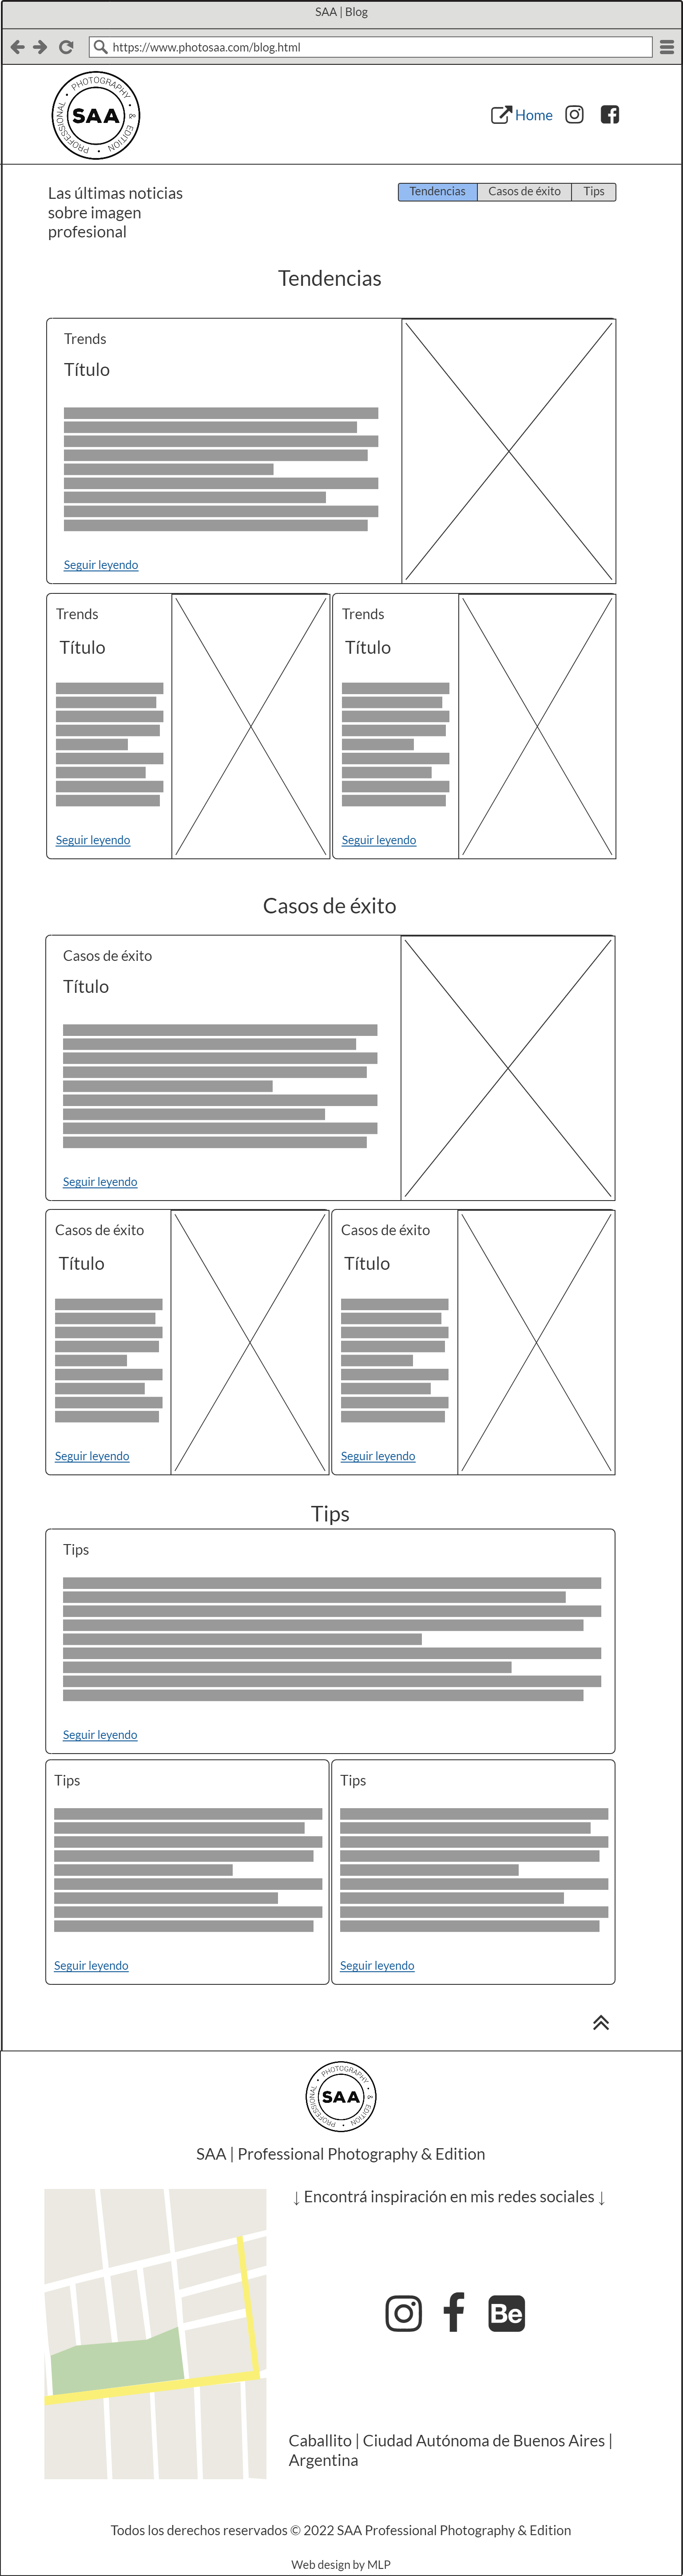 SAA | Blog
https://www.photosaa.com/blog.html
PHOTOGRAPHY & EDITION PROFESSIONAL
SAA
Home
Las últimas noticias
sobre imagen
profesional
Tendencias Casos de éxito Tips
Tendencias
Trends
Título
Seguir leyendo
Trends
Título
Seguir leyendo
Trends
Título
Seguir leyendo
Casos de éxito
Casos de éxito
Título
Seguir leyendo
Casos de éxito
Título
Seguir leyendo
Casos de éxito
Título
Seguir leyendo
Tips
Tips
Seguir leyendo
Tips
Seguir leyendo
Tips
Seguir leyendo
PHOTOGRAPHY & EDITION PROFESSIONAL
SAA
SAA | Professional Photography & Edition
↓ Encontrá inspiración en mis redes sociales ↓
Be
Caballito | Ciudad Autónoma de Buenos Aires |
Argentina
Todos los derechos reservados © 2022 SAA Professional Photography & Edition
Web design by MLP